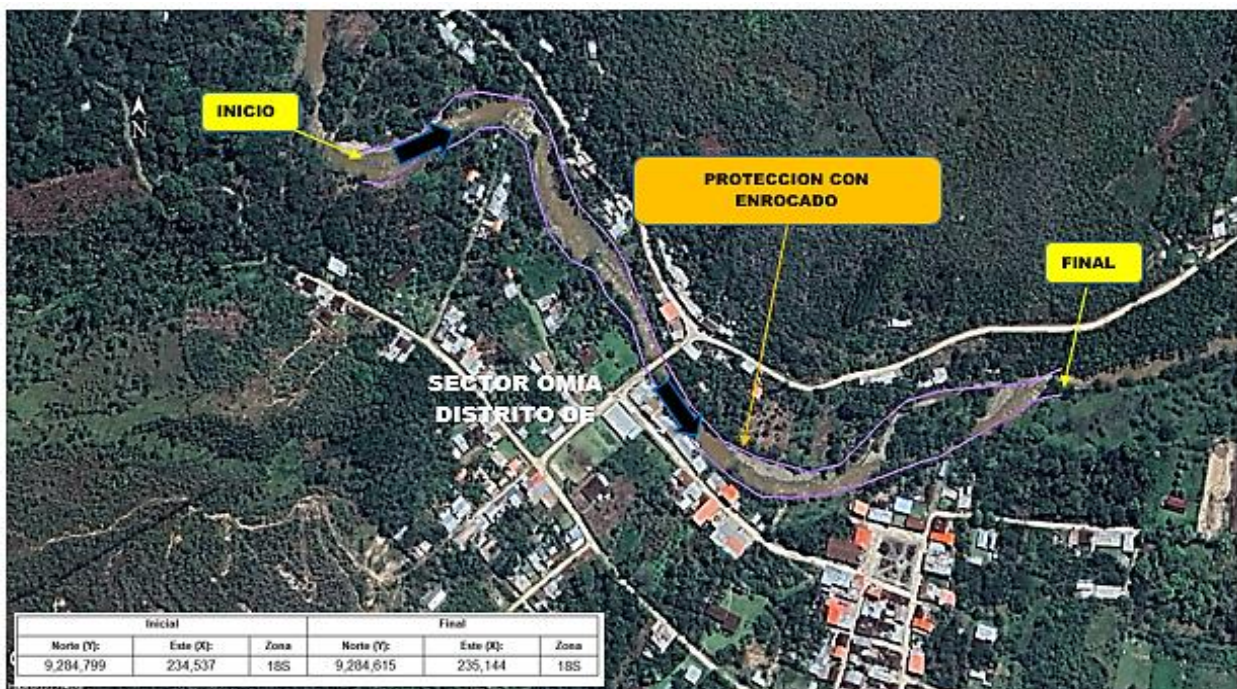 INICIO
N
PROTECCION CON
ENROCADO
FINAL
SECTOR OMIA
DISTRITO DE
Inicial Final
Norte (Y): Este (X): Zona Norte (Y): Este (X): Zona
9,284,799 234,537 18S 9,284,615 235,144 18S